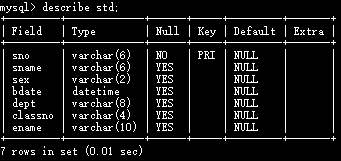 mysql> describe std;
+---------+-------------+------+-----+---------+-------+
| Field | Type | Null | Key | Default | Extra |
+---------+-------------+------+-----+---------+-------+
| sno | varchar(6) | NO | PRI | NULL | |
| sname | varchar(6) | YES | | NULL | |
| sex | varchar(2) | YES | | NULL | |
| bdate | datetime | YES | | NULL | |
| dept | varchar(8) | YES | | NULL | |
| classno | varchar(4) | YES | | NULL | |
| ename | varchar(10) | YES | | NULL | |
+---------+-------------+------+-----+---------+-------+
7 rows in set (0.01 sec)